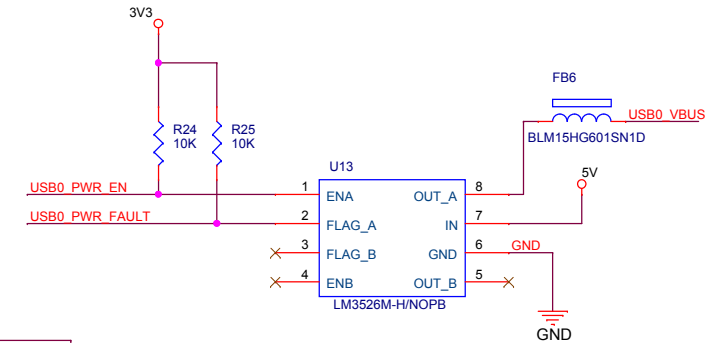 3V3
FB6
USB0_VBUS
BLM15HG601SN1D
R24
10K
R25
10K
U13
5V
USB0_PWR_EN
1
ENA
OUT_A
8
USB0_PWR_FAULT
2
FLAG_A
IN
7
3
FLAG_B
GND
6
GND
4
ENB
OUT_B
5
LM3526M-H/NOPB
GND